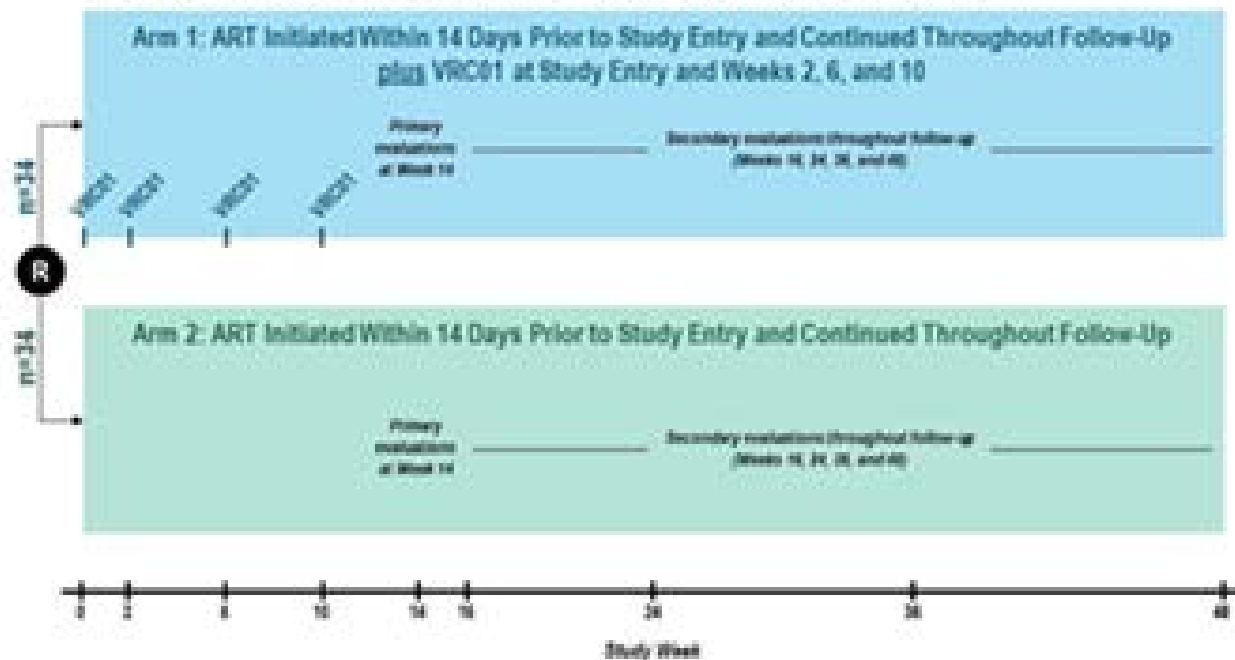 Arm 1: ART Initiated Within 14 Days Prior to Study Entry and Continued Throughout Follow-Up
plus VRC01 at Study Entry and Weeks 2, 6, and 10
Primary
evaluations
at Week 14
Secondary evaluations throughout follow-up
(Weeks 16, 24, 36, and 48)
n=34
VRC01
VRC01
VRC01
VRC01
R
n=34
Arm 2: ART Initiated Within 14 Days Prior to Study Entry and Continued Throughout Follow-Up
Primary
evaluations
at Week 14
Secondary evaluations throughout follow-up
(Weeks 16, 24, 36, and 48)
0 2 6 10 14 16 24 36 48
Study Week